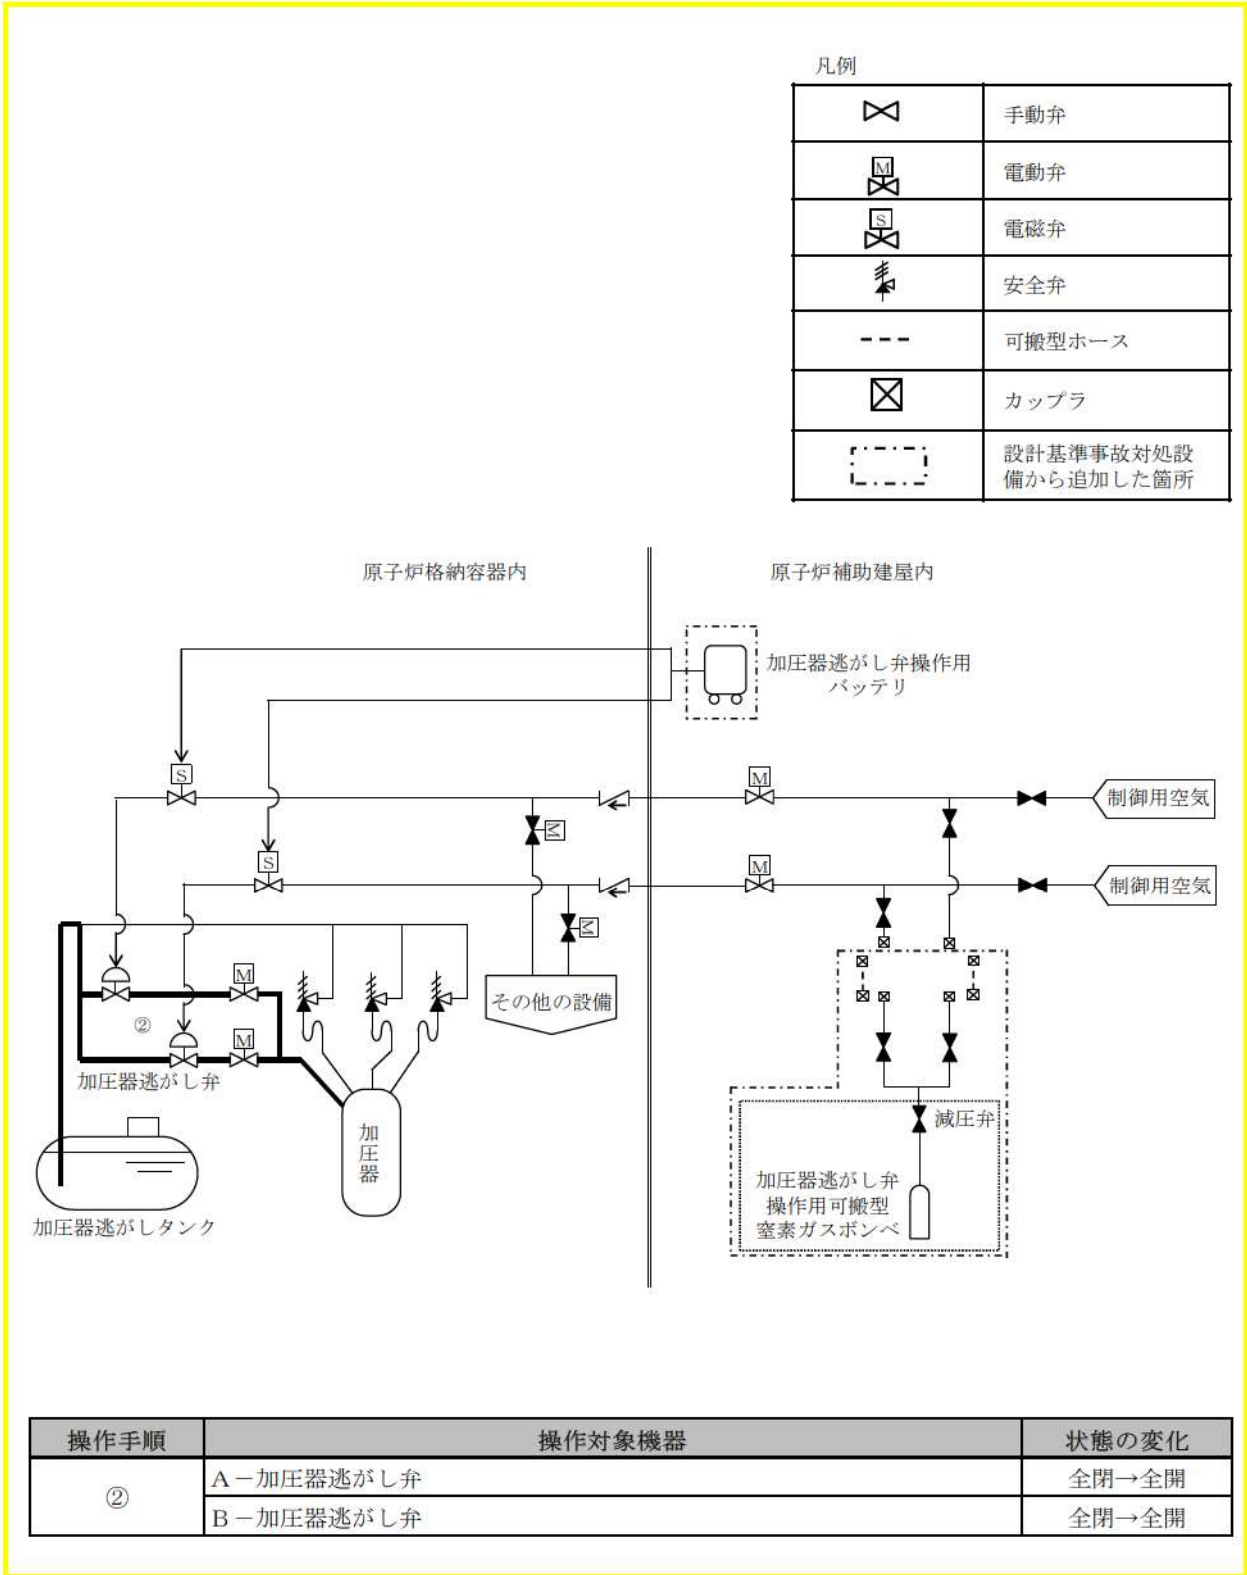 凡例
手動弁
M
電動弁
S
電磁弁
安全弁
可搬型ホース
カップラ
設計基準事故対処設
備から追加した箇所
原子炉格納容器内
原子炉補助建屋内
加圧器逃がし弁操作用
バッテリ
S
M
制御用空気
M
S
M
制御用空気
M
M
その他の設備
②
M
加圧器逃がし弁
加圧器
減圧弁
加圧器逃がし弁
操作用可搬型
窒素ガスボンベ
加圧器逃がしタンク
操作手順
操作対象機器
状態の変化
②
A-加圧器逃がし弁
全閉→全開
B-加圧器逃がし弁
全閉→全開